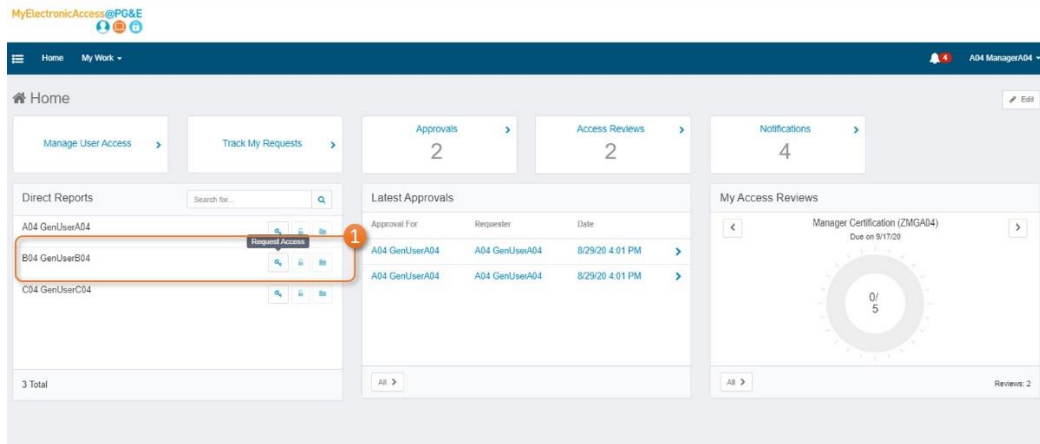 MyElectronicAccess@PG&E
Home My Work
4 A04 ManagerA04
Home
Edit
Manage User Access
Track My Requests
Approvals
2
Access Reviews
2
Notifications
4
Direct Reports
Search for...
A04 GenUserA04
Request Access
1
B04 GenUserB04
C04 GenUserC04
3 Total
Latest Approvals
Approval For Requester Date
A04 GenUserA04 A04 GenUserA04 8/29/20 4:01 PM
A04 GenUserA04 A04 GenUserA04 8/29/20 4:01 PM
All
My Access Reviews
Manager Certification (ZMGA04)
Due on 9/17/20
0/
5
All
Reviews: 2